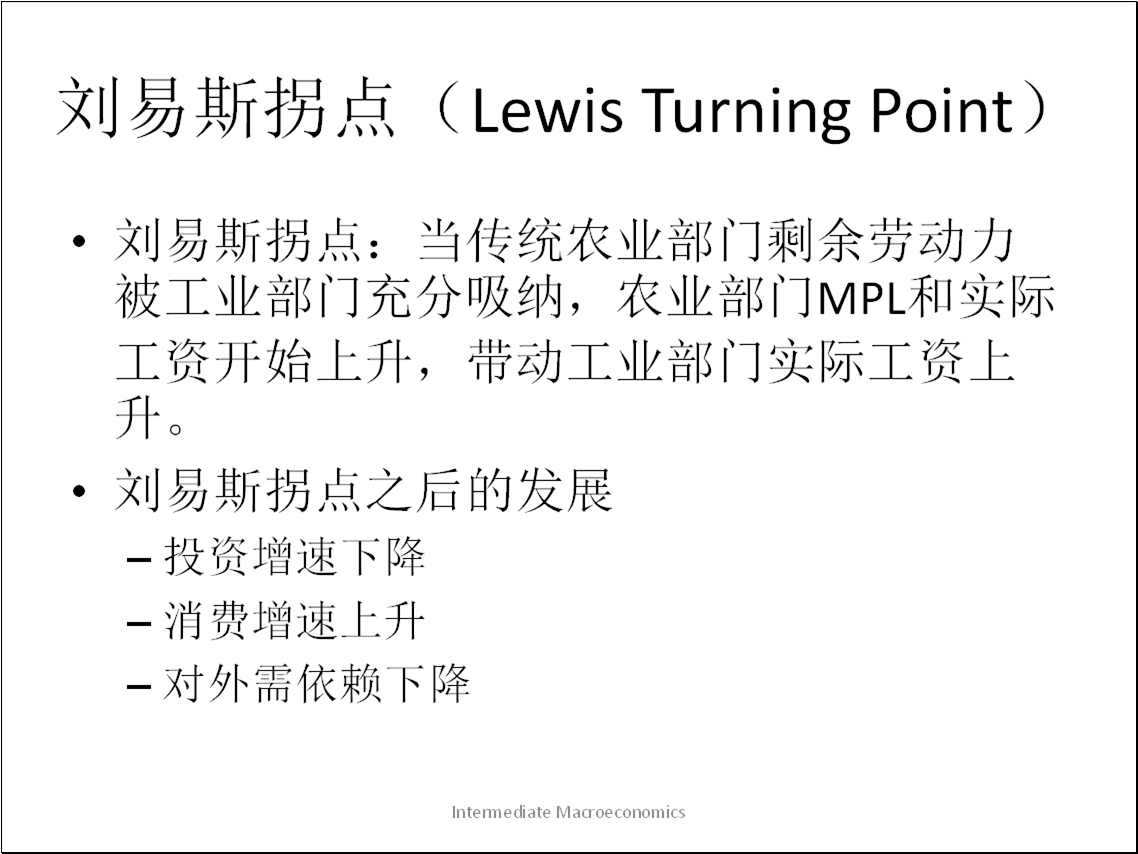 刘易斯拐点（Lewis Turning Point）
• 刘易斯拐点：当传统农业部门剩余劳动力
被工业部门充分吸纳，农业部门MPL和实际
工资开始上升，带动工业部门实际工资上
升。
• 刘易斯拐点之后的发展
– 投资增速下降
– 消费增速上升
– 对外需依赖下降
Intermediate Macroeconomics